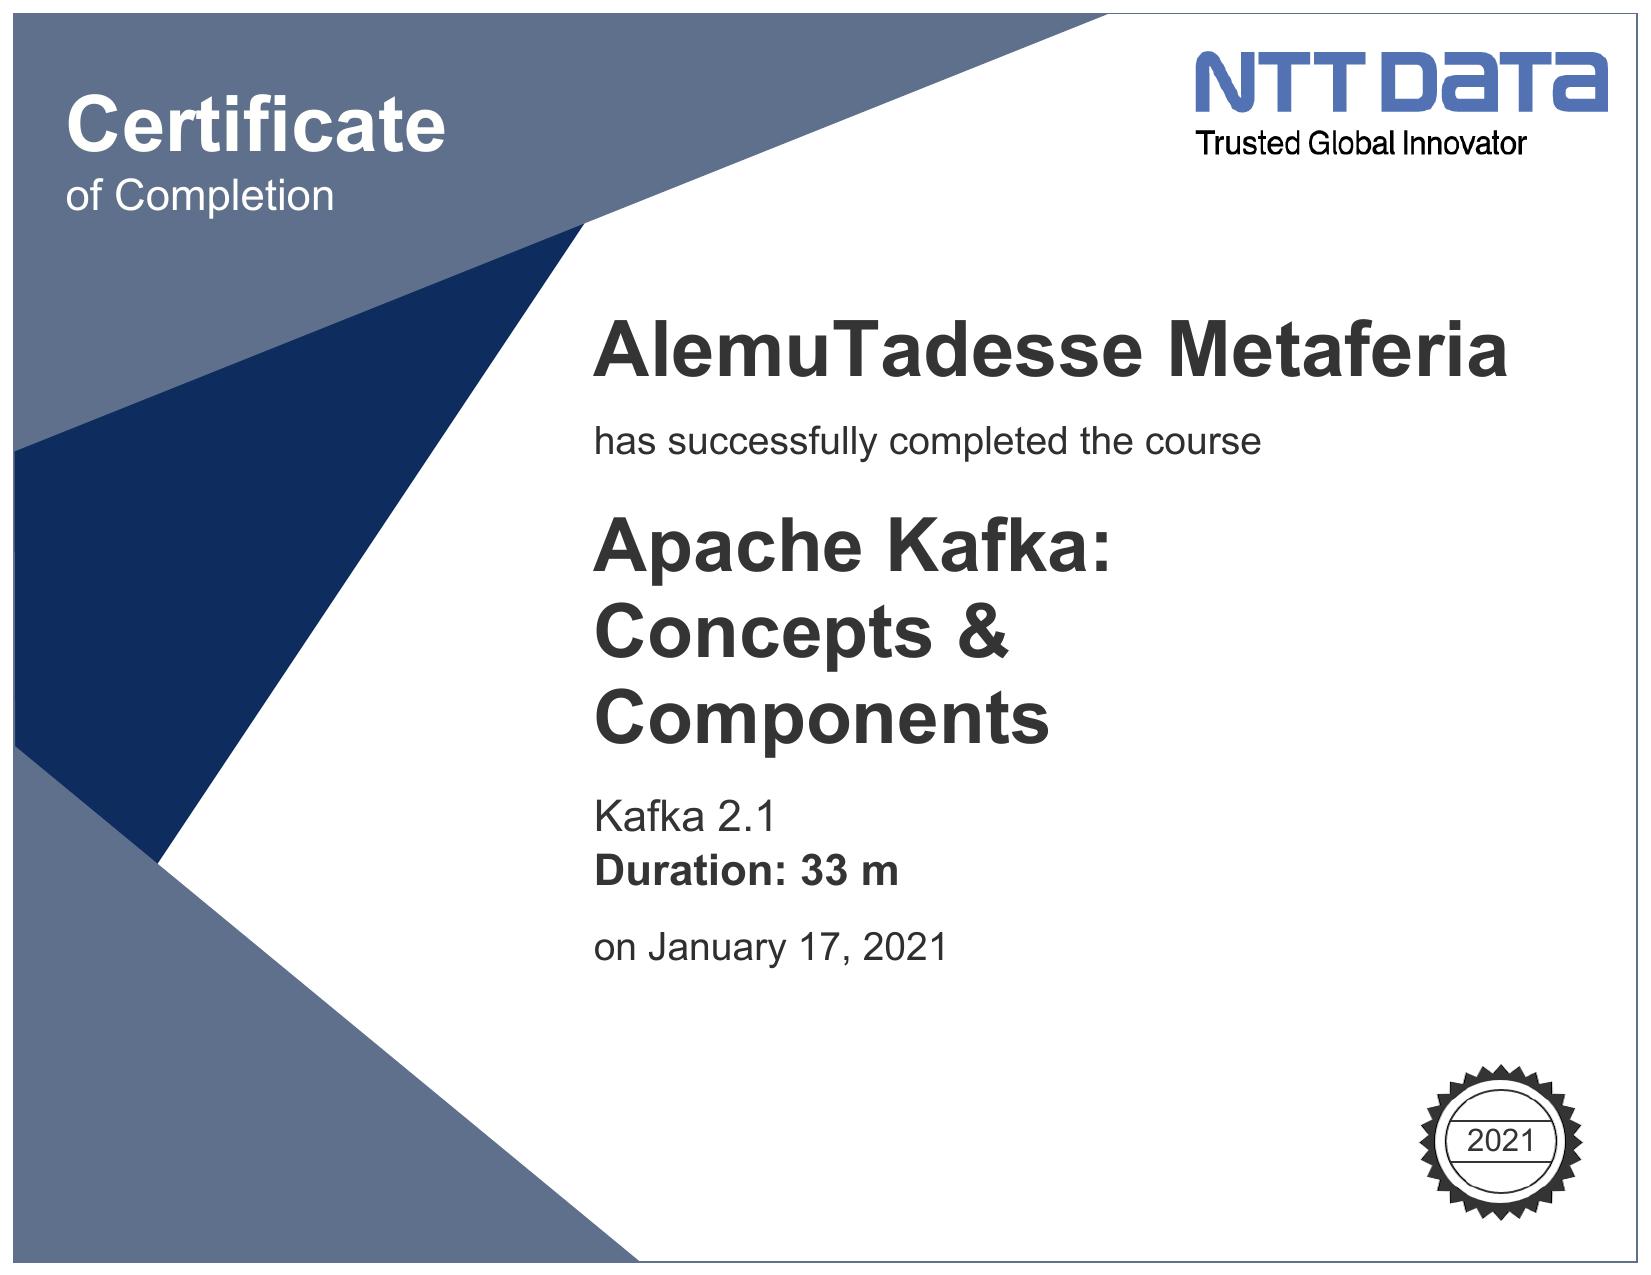 Certificate
of Completion
NTT DATA
Trusted Global Innovator
AlemuTadesse Metaferia
has successfully completed the course
Apache Kafka:
Concepts &
Components
Kafka 2.1
Duration: 33 m
on January 17, 2021
2021